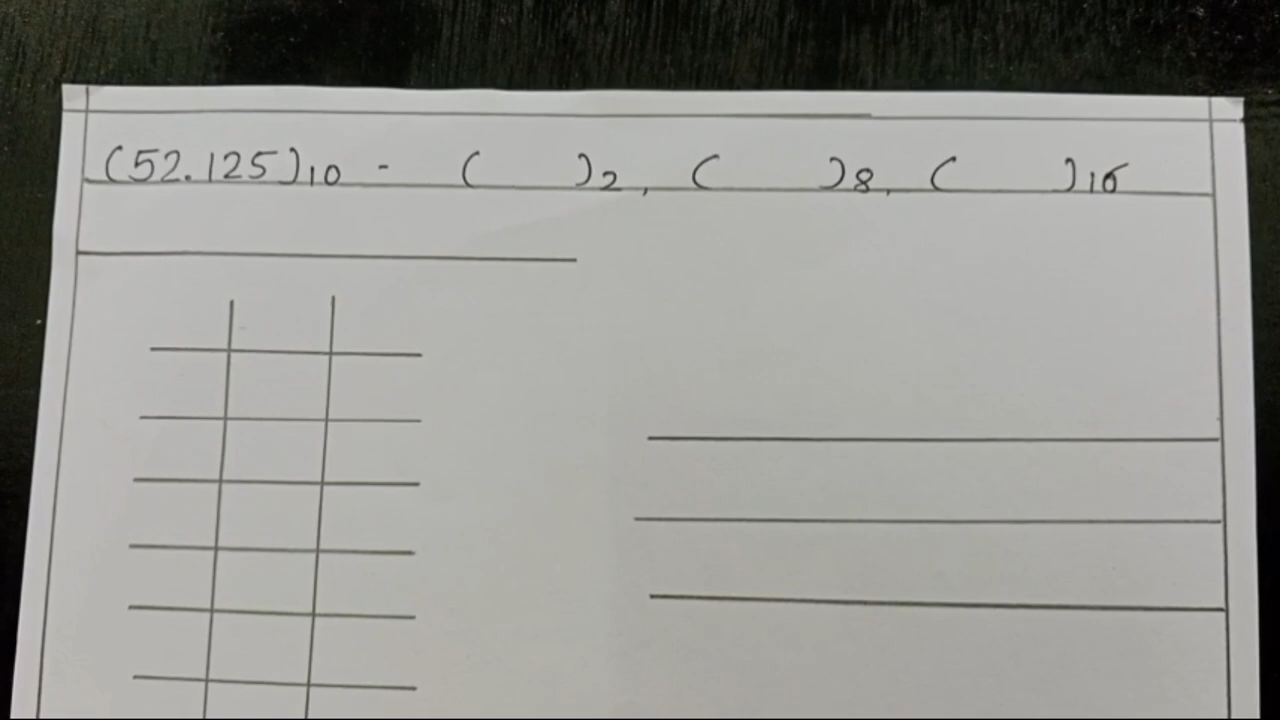 (52.125)10 - ( )2, ( )8, ( )16